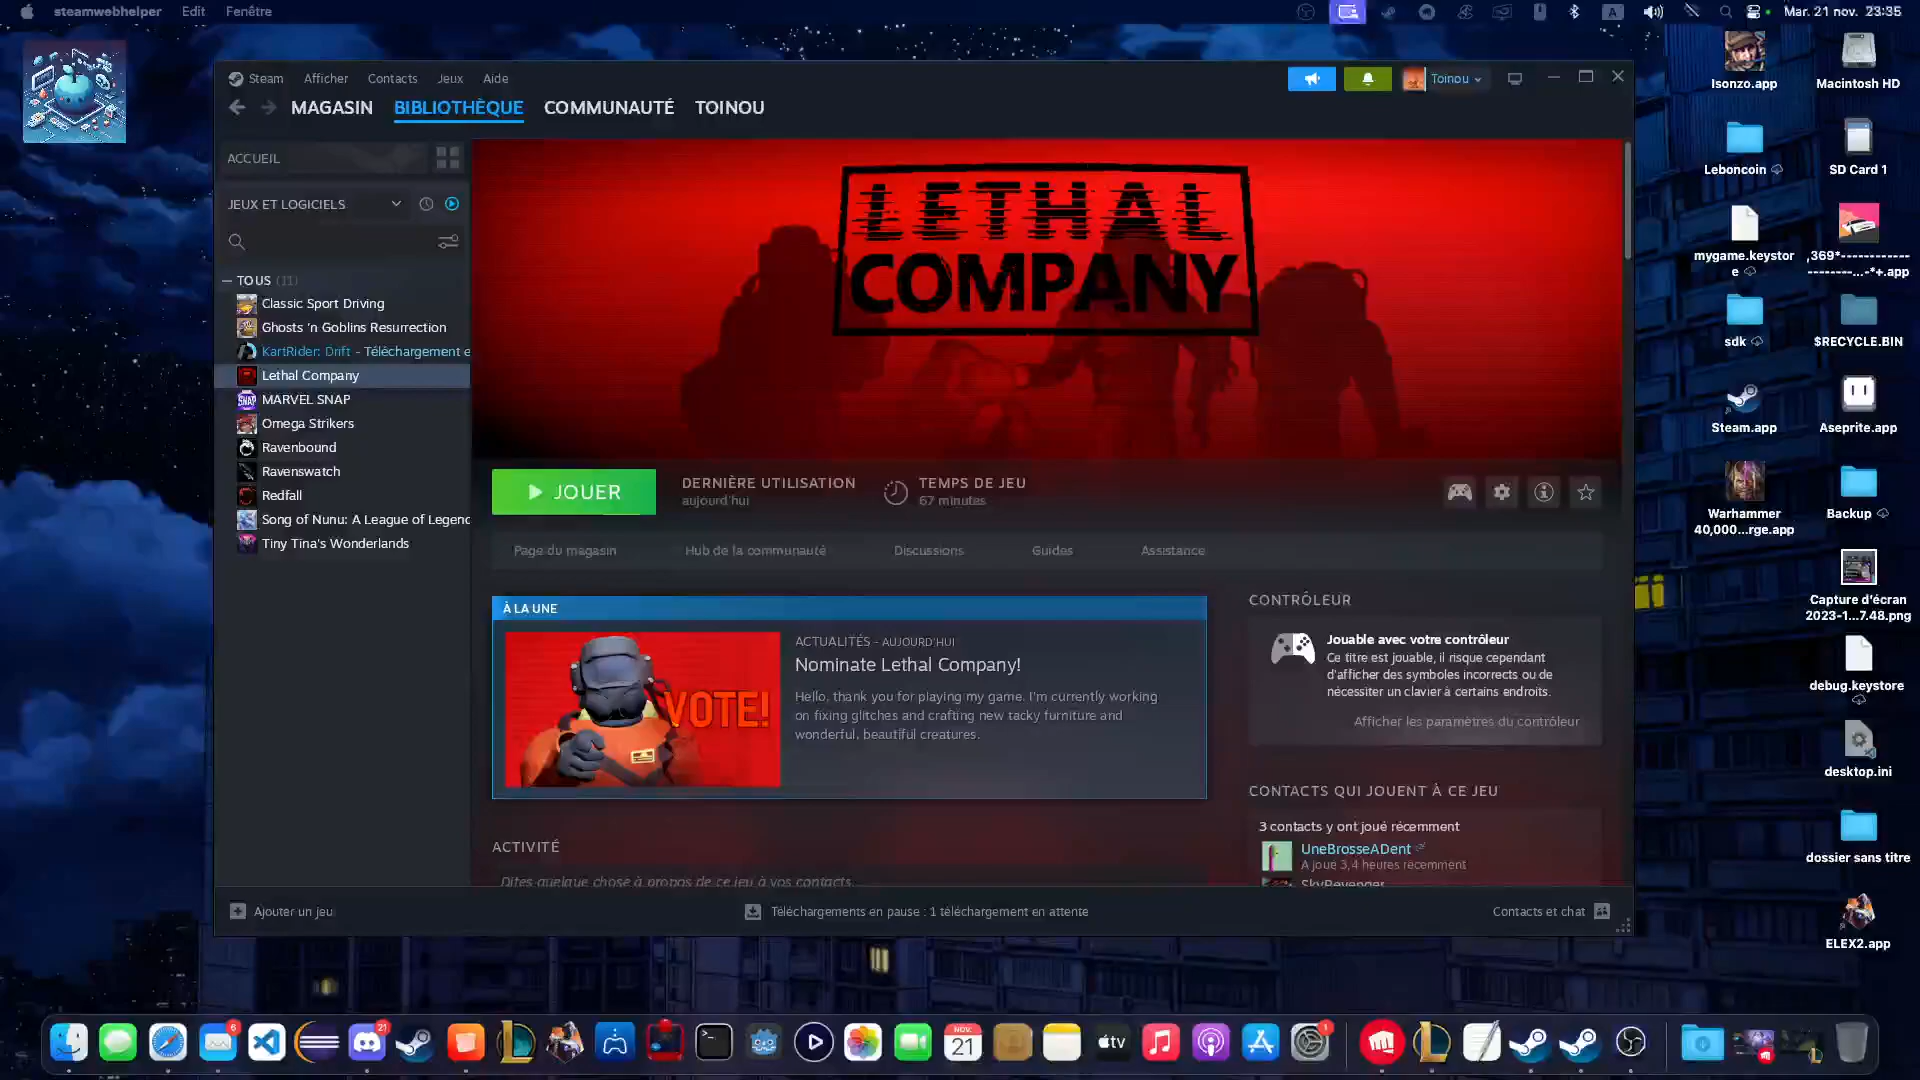 steamwebhelper Edit Fenêtre
A
Mar. 21 nov. 23:35
Steam Afficher Contacts Jeux Aide
Toinou
MAGASIN BIBLIOTHÈQUE COMMUNAUTÉ TOINOU
ACCUEIL
JEUX ET LOGICIELS
TOUS (11)
Classic Sport Driving
Ghosts 'n Goblins Resurrection
KartRider: Drift - Téléchargement e
Lethal Company
MARVEL SNAP
Omega Strikers
Ravenbound
Ravenswatch
Redfall
Song of Nunu: A League of Legend
Tiny Tina's Wonderlands
LETHAL
COMPANY
JOUER
DERNIÈRE UTILISATION
aujourd'hui
TEMPS DE JEU
67 minutes
Page du magasin Hub de la communauté Discussions Guides Assistance
À LA UNE
VOTE!
ACTUALITÉS - AUJOURD'HUI
Nominate Lethal Company!
Hello, thank you for playing my game. I'm currently working
on fixing glitches and crafting new tacky furniture and
wonderful, beautiful creatures.
ACTIVITÉ
Dites quelque chose à propos de ce jeu à vos contacts.
CONTRÔLEUR
Jouable avec votre contrôleur
Ce titre est jouable, il risque cependant
d'afficher des symboles incorrects ou de
nécessiter un clavier à certains endroits.
Afficher les paramètres du contrôleur
CONTACTS QUI JOUENT À CE JEU
3 contacts y ont joué récemment
UneBrosseADent
A joué 3,4 heures récemment
SkyRevenger
Ajouter un jeu
Téléchargements en pause : 1 téléchargement en attente
Contacts et chat
Isonzo.app
Macintosh HD
Leboncoin
SD Card 1
mygame.keystor
e
,369*-------------
--------...-*+.app
sdk
$RECYCLE.BIN
Steam.app
Aseprite.app
Warhammer
40,000...rge.app
Backup
Capture d'écran
2023-1...7.48.png
debug.keystore
desktop.ini
dossier sans titre
ELEX2.app
6
21
NOV.
21
tv
1